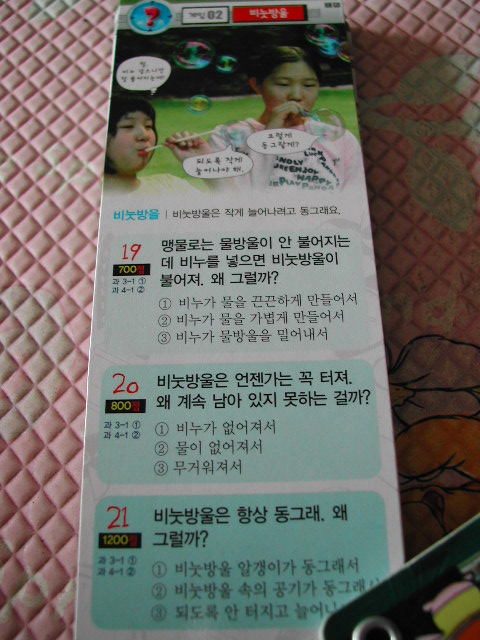 게임 02 비눗방울
되도록 작게
늘어나야 해.
요렇게
동그랗게?
비눗방울 | 비눗방울은 작게 늘어나려고 동그래요.
19
700점
과 3-1 ①
과 4-1 ②
맹물로는 물방울이 안 불어지는
데 비누를 넣으면 비눗방울이
불어져. 왜 그럴까?
① 비누가 물을 끈끈하게 만들어서
② 비누가 물을 가볍게 만들어서
③ 비누가 물방울을 밀어내서
20
800점
과 3-1 ①
과 4-1 ②
비눗방울은 언젠가는 꼭 터져.
왜 계속 남아 있지 못하는 걸까?
① 비누가 없어져서
② 물이 없어져서
③ 무거워져서
21
1200점
과 3-1 ①
과 4-1 ②
비눗방울은 항상 동그래. 왜
그럴까?
① 비눗방울 알갱이가 동그래서
② 비눗방울 속의 공기가 동그래서
③ 되도록 안 터지고 늘어나